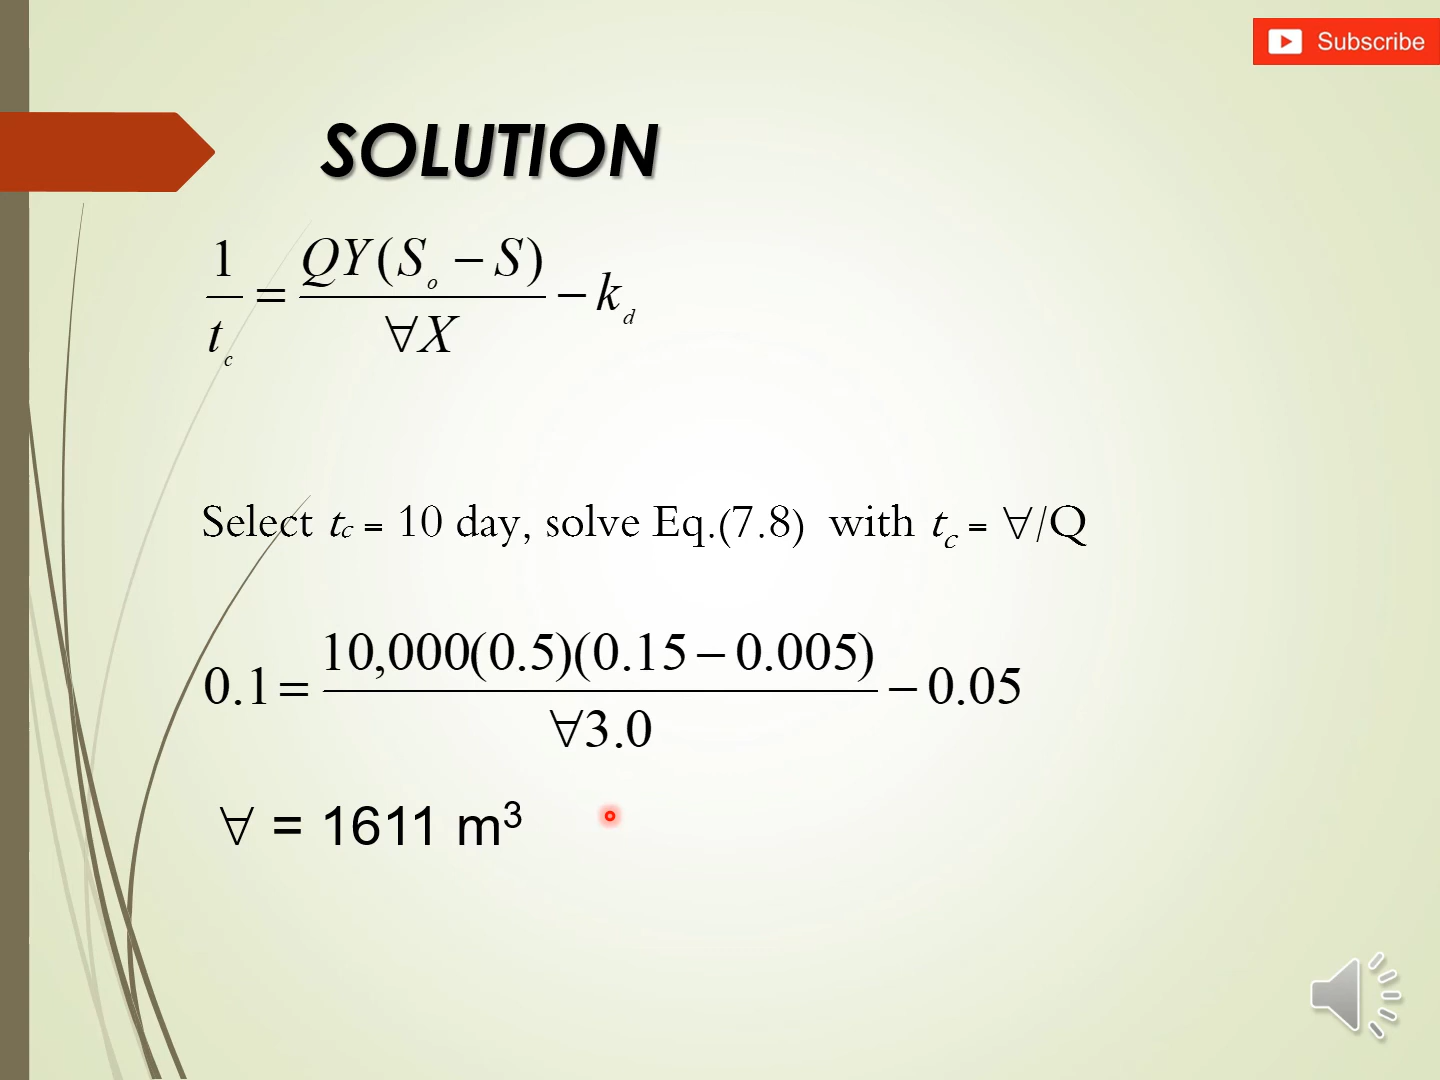 Subscribe
SOLUTION
1/t_c = QY(S_o − S)/∀X − k_d
Select t_c = 10 day, solve Eq.(7.8) with t_c = ∀/Q
0.1 = 10,000(0.5)(0.15 − 0.005)/∀3.0 − 0.05
∀ = 1611 m³